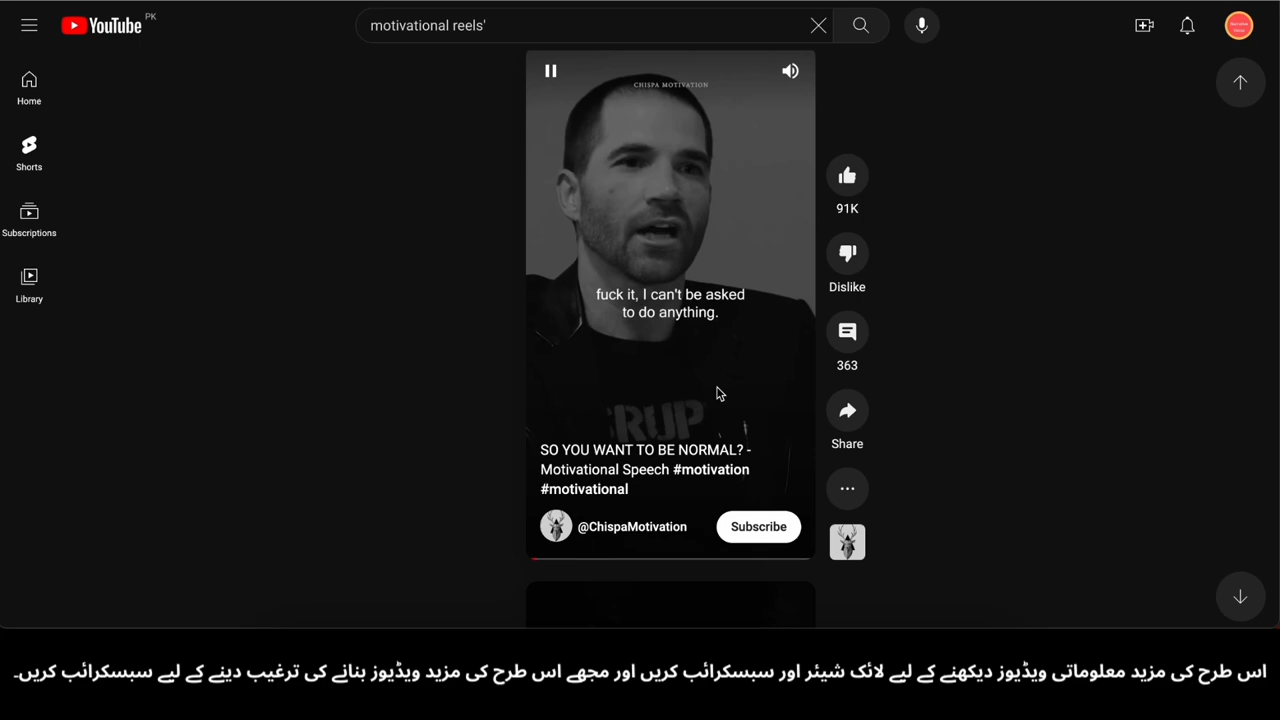 YouTube PK
motivational reels'
Home
Shorts
Subscriptions
Library
CHISPA MOTIVATION
fuck it, I can't be asked
to do anything.
RUP
SO YOU WANT TO BE NORMAL? -
Motivational Speech #motivation
#motivational
@ChispaMotivation
Subscribe
91K
Dislike
363
Share
اس طرح کی مزید معلوماتی ویڈیوز دیکھنے کے لیے لائک شیئر اور سبسکرائب کریں اور مجھے اس طرح کی مزید ویڈیوز بنانے کی ترغیب دینے کے لیے سبسکرائب کریں۔